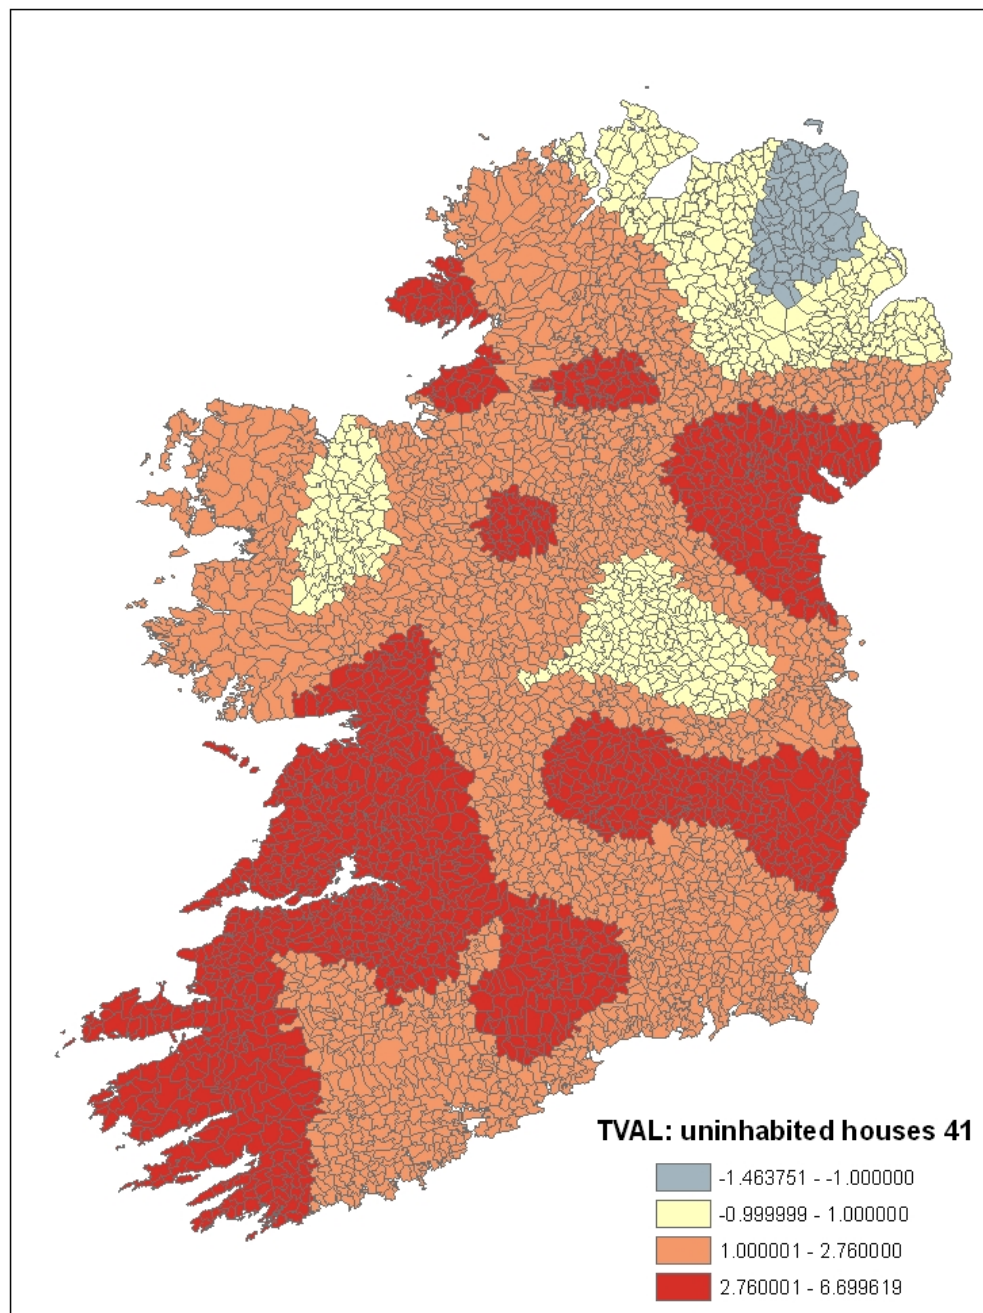 TVAL: uninhabited houses 41
-1.463751 - -1.000000
-0.999999 - 1.000000
1.000001 - 2.760000
2.760001 - 6.699619